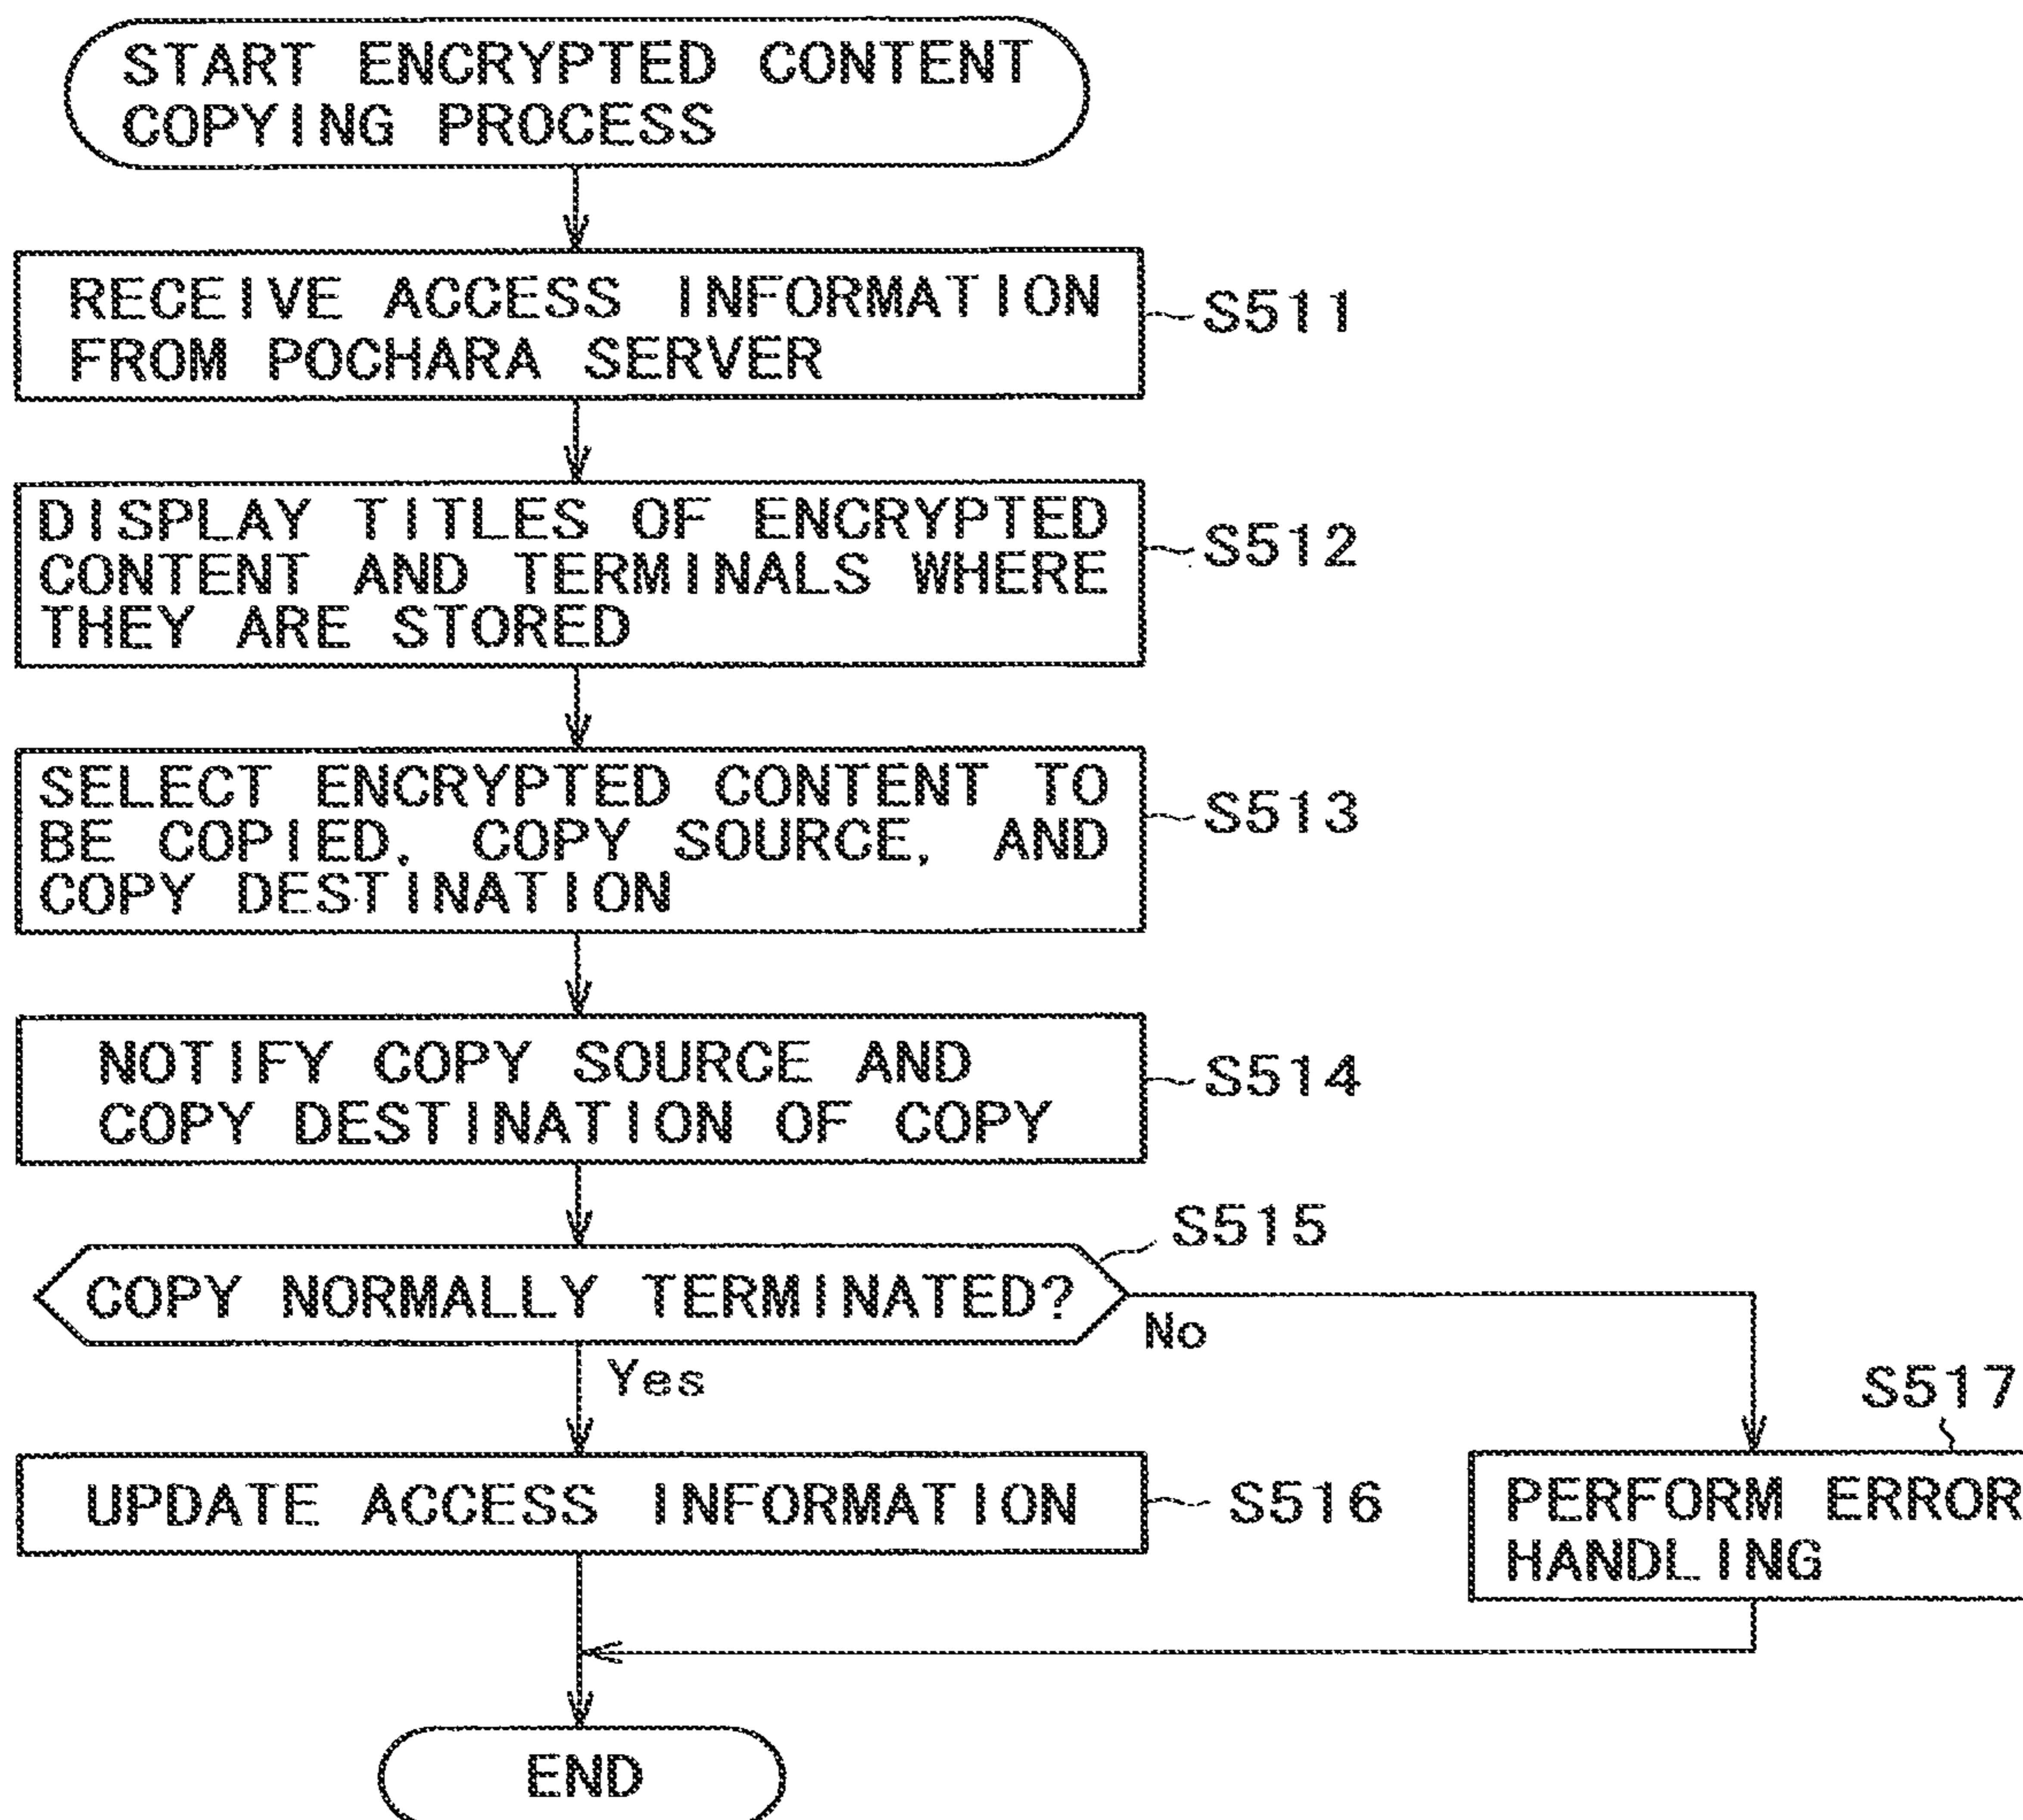 START ENCRYPTED CONTENT
COPYING PROCESS
RECEIVE ACCESS INFORMATION
FROM POCHARA SERVER
S511
DISPLAY TITLES OF ENCRYPTED
CONTENT AND TERMINALS WHERE
THEY ARE STORED
S512
SELECT ENCRYPTED CONTENT TO
BE COPIED, COPY SOURCE, AND
COPY DESTINATION
S513
NOTIFY COPY SOURCE AND
COPY DESTINATION OF COPY
S514
S515
COPY NORMALLY TERMINATED?
No
Yes
S517
UPDATE ACCESS INFORMATION
S516
PERFORM ERROR
HANDLING
END